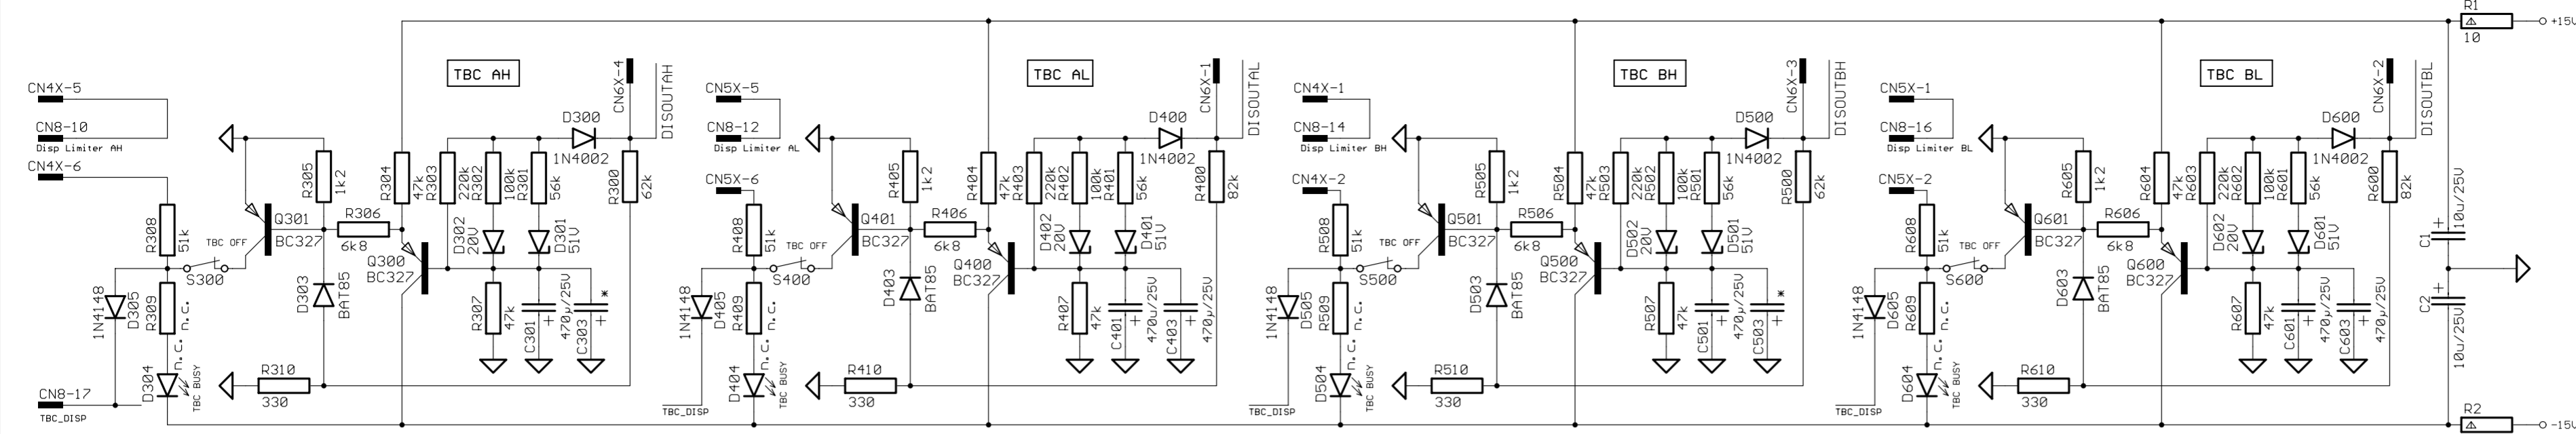 R1
+15V
10
TBC AH
CN6X-4
DISOUTAH
CN4X-5
CN8-10
Disp Limiter AH
CN4X-6
D300
1N4002
R305
1k2
R304
47k
R303
220k
R302
100k
R301
56k
R300
62k
R308
51k
TBC OFF
S300
Q301
BC327
R306
6k8
Q300
BC327
D302
20V
D301
51V
1N4148
D305
R309
n.c.
D303
BAT85
R307
47k
C301
470µ/25V
C303
*
n.c.
D304
TBC BUSY
R310
330
CN8-17
TBC_DISP
TBC AL
CN6X-1
DISOUTAL
CN5X-5
CN8-12
Disp Limiter AL
CN5X-6
D400
1N4002
R405
1k2
R404
47k
R403
220k
R402
100k
R401
56k
R400
82k
R408
51k
TBC OFF
S400
Q401
BC327
R406
6k8
Q400
BC327
D402
20V
D401
51V
1N4148
D405
R409
n.c.
D403
BAT85
R407
47k
C401
470u/25V
C403
470µ/25V
n.c.
D404
TBC BUSY
R410
330
TBC_DISP
TBC BH
CN6X-3
DISOUTBH
CN4X-1
CN8-14
Disp Limiter BH
CN4X-2
D500
1N4002
R505
1k2
R504
47k
R503
220k
R502
100k
R501
56k
R500
62k
R508
51k
TBC OFF
S500
Q501
BC327
R506
6k8
Q500
BC327
D502
20V
D501
51V
1N4148
D505
R509
n.c.
D503
BAT85
R507
47k
C501
470µ/25V
C503
*
n.c.
D504
TBC BUSY
R510
330
TBC_DISP
TBC BL
CN6X-2
DISOUTBL
CN5X-1
CN8-16
Disp Limiter BL
CN5X-2
D600
1N4002
R605
1k2
R604
47k
R603
220k
R602
100k
R601
56k
R600
82k
R608
51k
TBC OFF
S600
Q601
BC327
R606
6k8
Q600
BC327
D602
20V
D601
51V
1N4148
D605
R609
n.c.
D603
BAT85
R607
47k
C601
470µ/25V
C603
470µ/25V
n.c.
D604
TBC BUSY
R610
330
TBC_DISP
C1
10u/25V
C2
10u/25V
R2
-15V